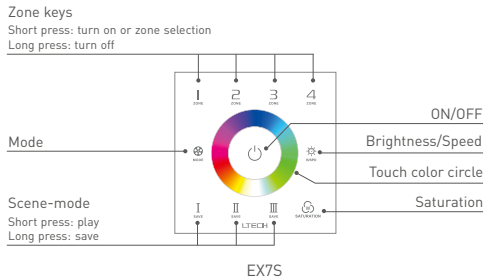 Zone keys
Short press: turn on or zone selection
Long press: turn off
1 2 3 4
ZONE ZONE ZONE ZONE
ON/OFF
Mode
Brightness/Speed
MODE
Touch color circle
Saturation
Scene-mode
Short press: play
Long press: save
I II III
SAVE SAVE SAVE SATURATION
LTECH
EX7S